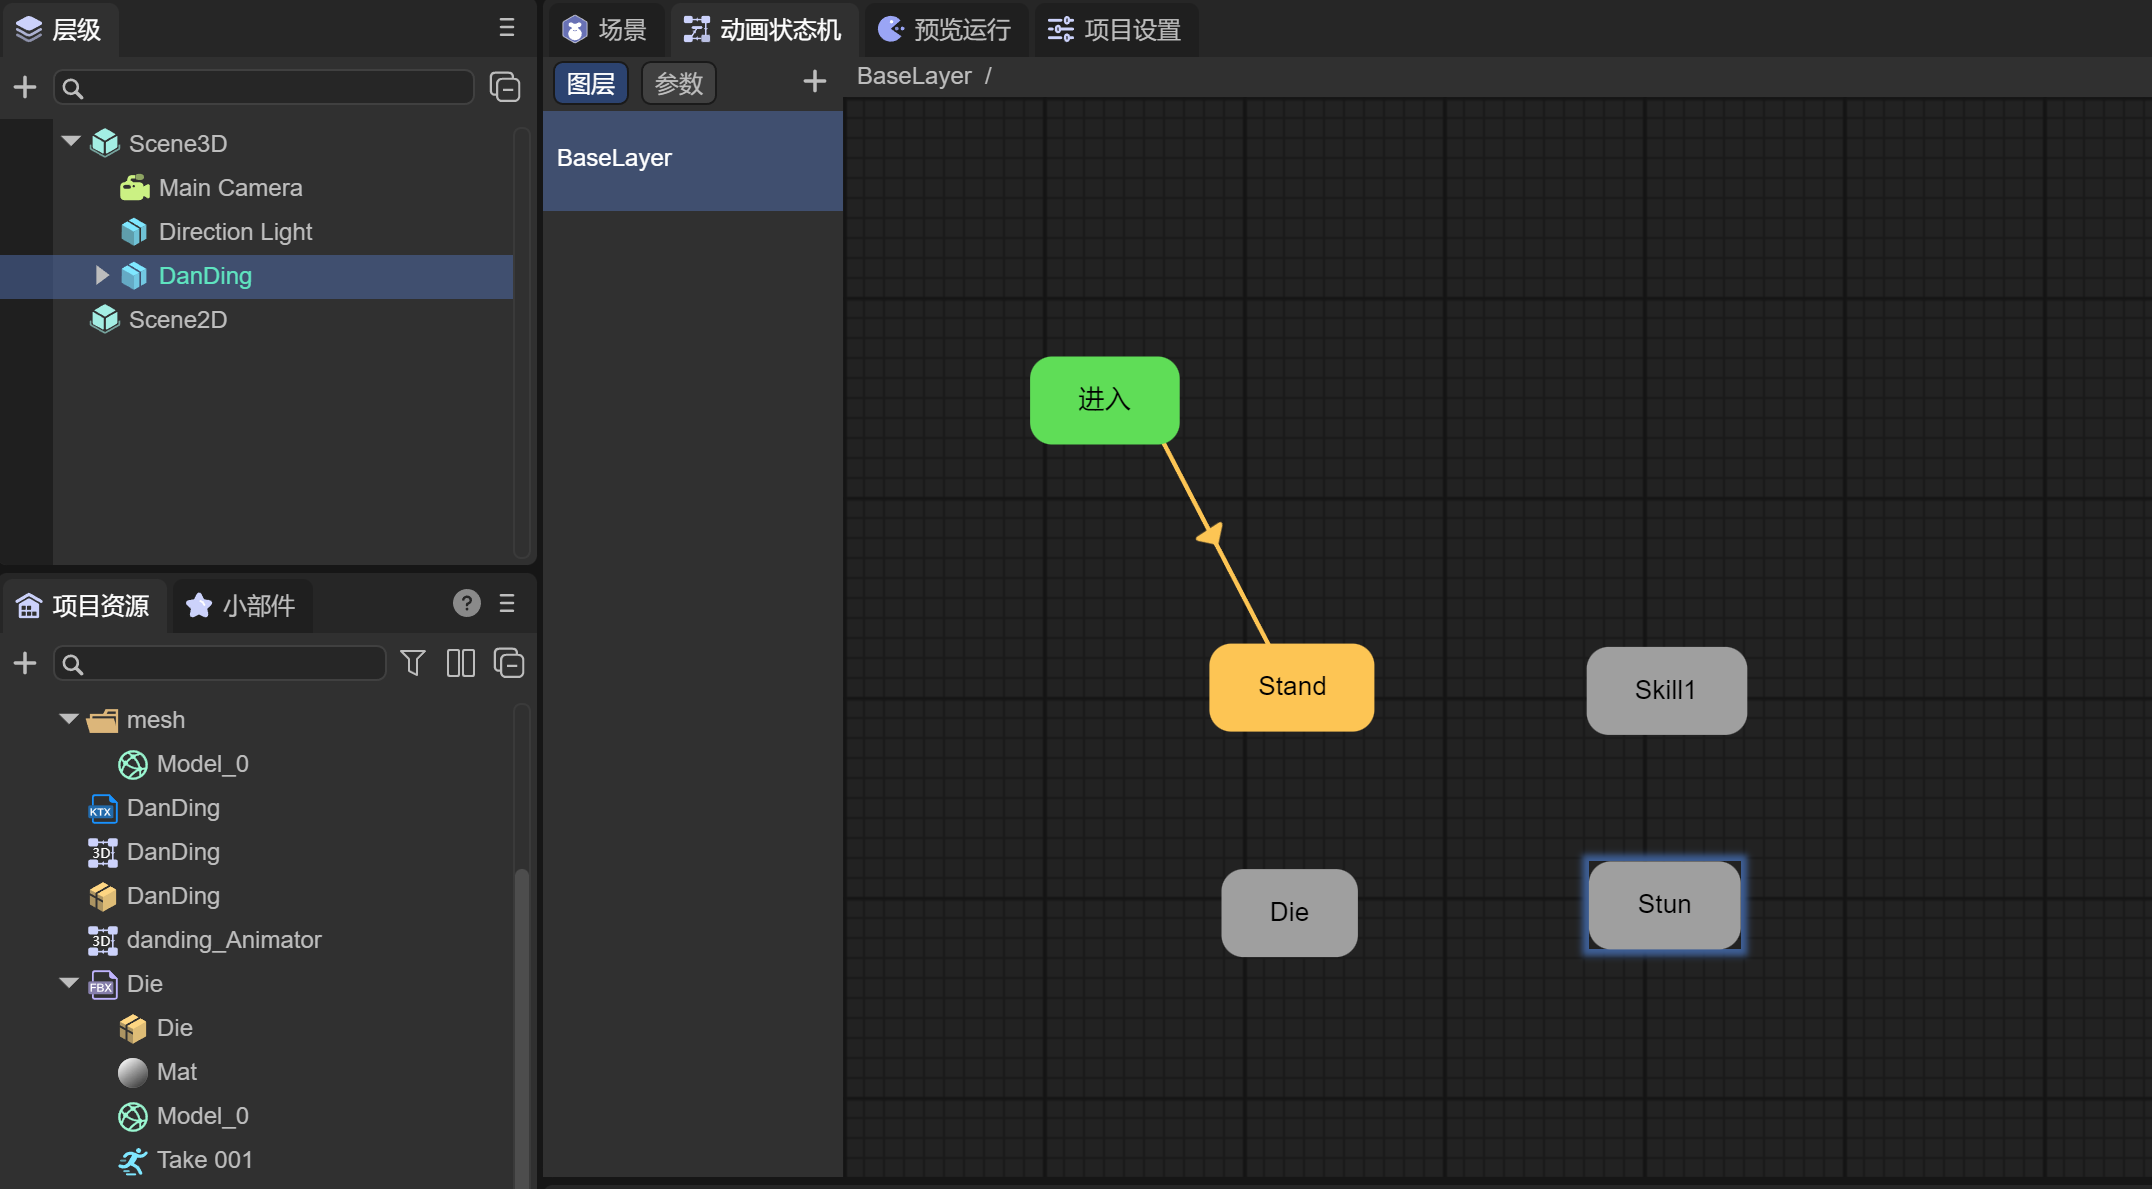 层级
Scene3D
Main Camera
Direction Light
DanDing
Scene2D
项目资源
小部件
?
mesh
Model_0
KTX
DanDing
3D
DanDing
DanDing
3D
danding_Animator
FBX
Die
Die
Mat
Model_0
Take 001
场景
动画状态机
预览运行
项目设置
图层
参数
BaseLayer /
BaseLayer
进入
Stand
Skill1
Die
Stun